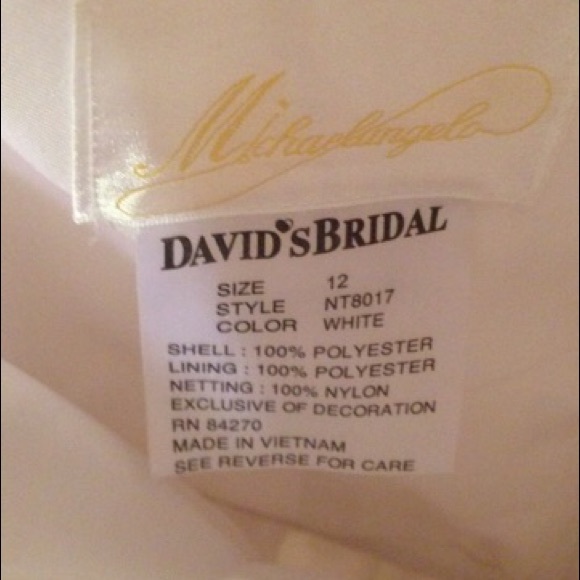 Michaelangelo
DAVID'S BRIDAL
SIZE 12
STYLE NT8017
COLOR WHITE
SHELL : 100% POLYESTER
LINING : 100% POLYESTER
NETTING : 100% NYLON
EXCLUSIVE OF DECORATION
RN 84270
MADE IN VIETNAM
SEE REVERSE FOR CARE